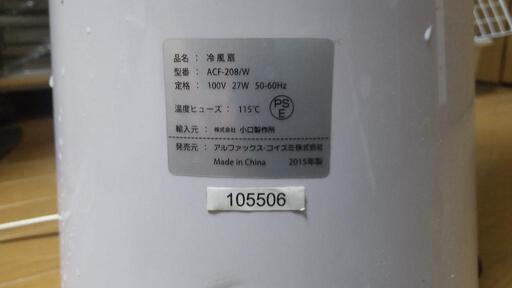 品名： 冷風扇
型番： ACF-208/W
定格： 100V 27W 50-60Hz
温度ヒューズ： 115℃
PS
E
輸入元： 株式会社 小口製作所
発売元： アルファックス・コイズミ株式会社
Made in China 2015年製
105506